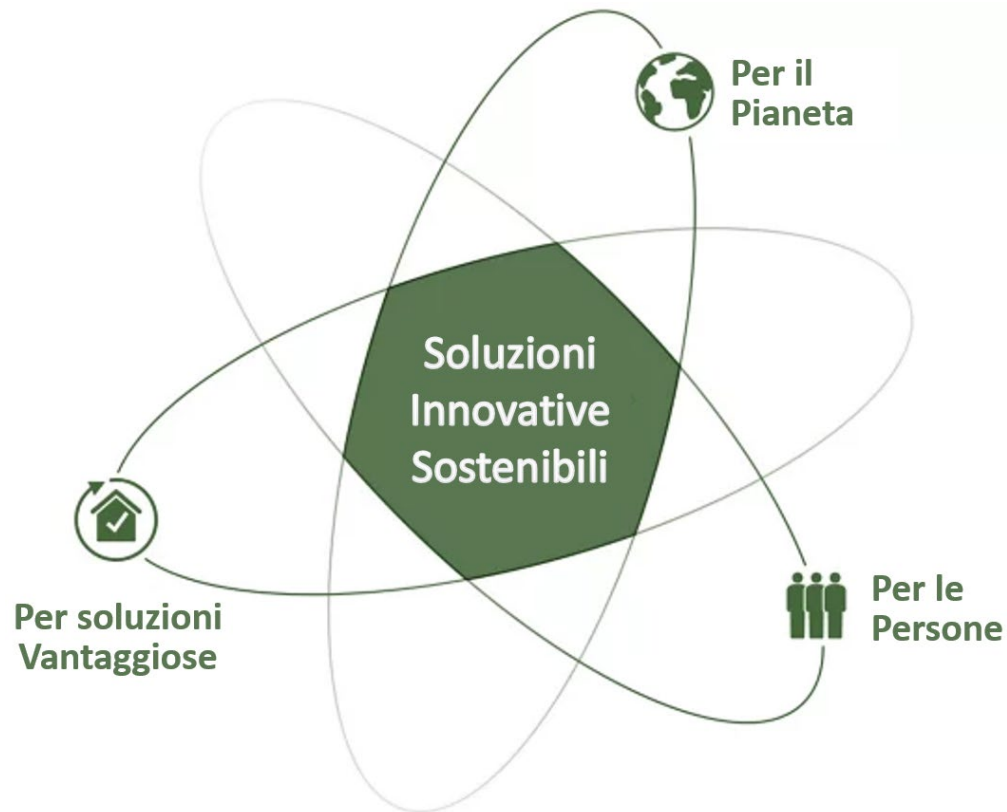 Per il
Pianeta
Soluzioni
Innovative
Sostenibili
Per le
Persone
Per soluzioni
Vantaggiose